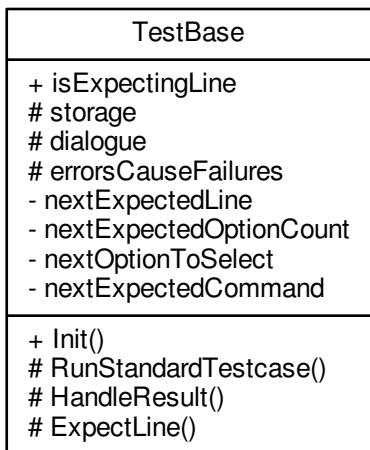 TestBase
+ isExpectingLine
# storage
# dialogue
# errorsCauseFailures
- nextExpectedLine
- nextExpectedOptionCount
- nextOptionToSelect
- nextExpectedCommand
+ Init()
# RunStandardTestcase()
# HandleResult()
# ExpectLine()